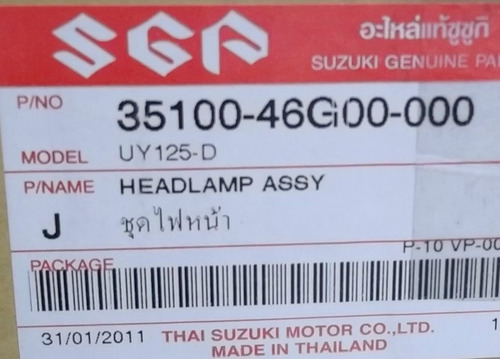 SGP
อะไหล่แท้ซูซูกิ
SUZUKI GENUINE PA
P/NO 35100-46G00-000
MODEL UY125-D
P/NAME HEADLAMP ASSY
J ชุดไฟหน้า
P-10 VP-00
PACKAGE
31/01/2011 THAI SUZUKI MOTOR CO.,LTD. 1
MADE IN THAILAND